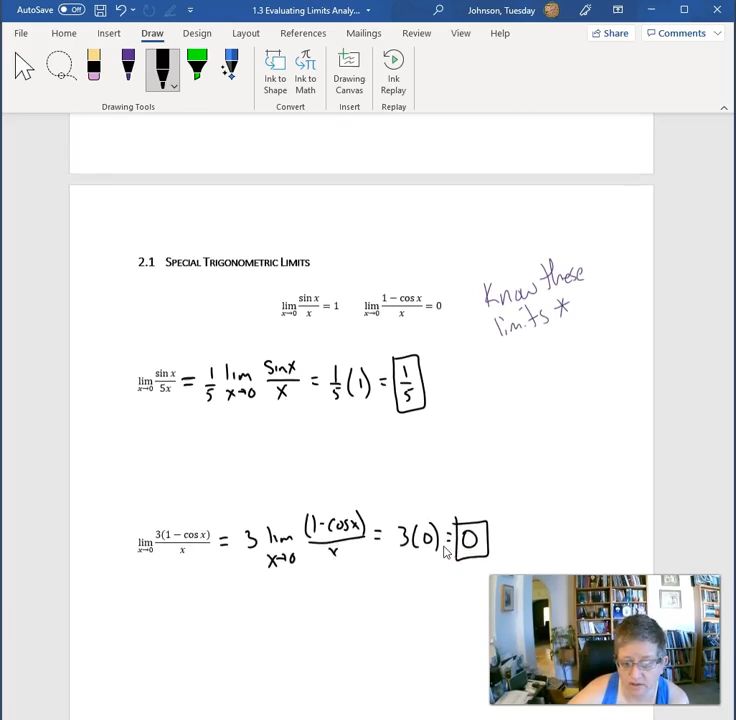 AutoSave Off 1.3 Evaluating Limits Analy... Johnson, Tuesday
File Home Insert Draw Design Layout References Mailings Review View Help Share Comments
Ink to Shape Ink to Math Drawing Canvas Ink Replay
Drawing Tools Convert Insert Replay
2.1 SPECIAL TRIGONOMETRIC LIMITS
lim x→0 sin x / x = 1 lim x→0 1 − cos x / x = 0
Know these
limits *
lim x→0 sin x / 5x = 1/5 lim x→0 sin x / x = 1/5 (1) = 1/5
lim x→0 3(1 − cos x) / x = 3 lim x→0 (1-cosx) / x = 3(0) = 0